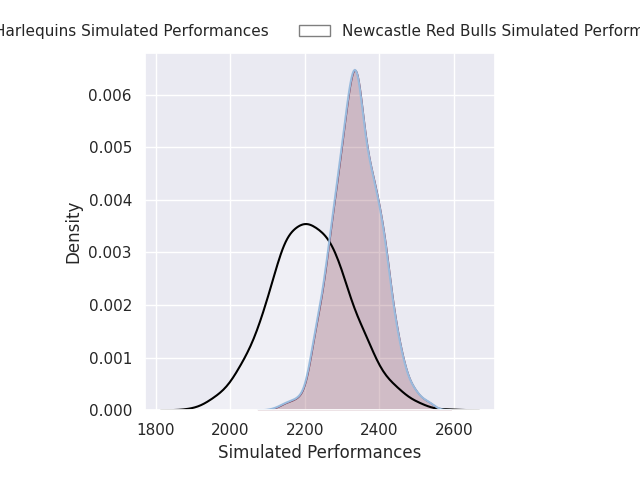 Harlequins Simulated Performances Newcastle Red Bulls Simulated Perform
0.006
0.005
0.004
0.003
0.002
0.001
0.000
Density
1800 2000 2200 2400 2600
Simulated Performances